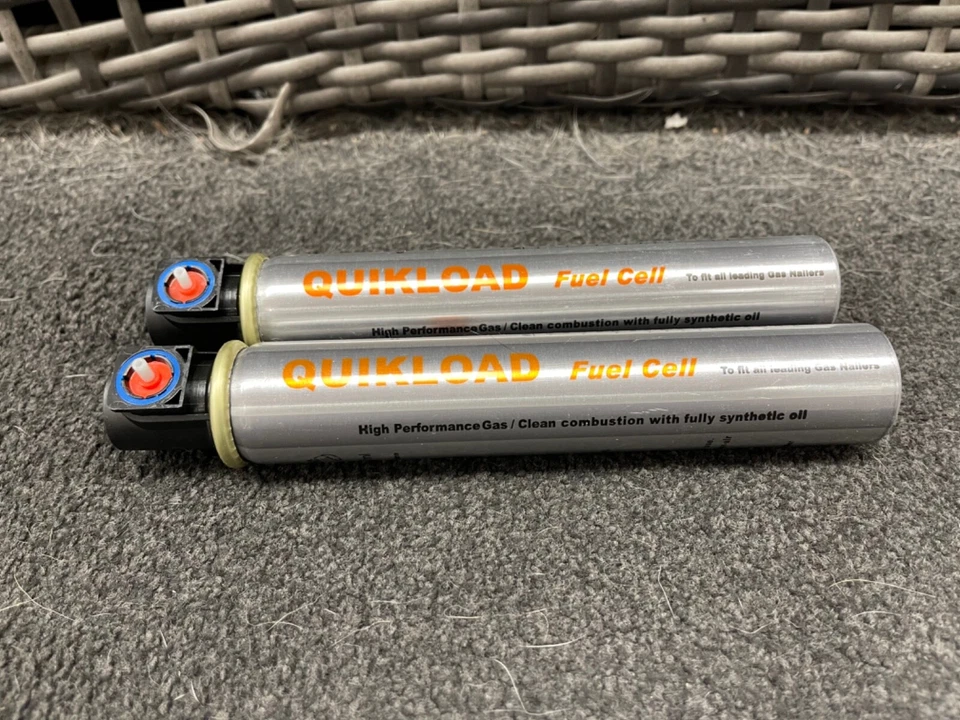 QUIKLOAD Fuel Cell To fit all leading Gas Nailers
High Performance Gas / Clean combustion with fully synthetic oil
QUIKLOAD Fuel Cell To fit all leading Gas Nailers
High Performance Gas / Clean combustion with fully synthetic oil